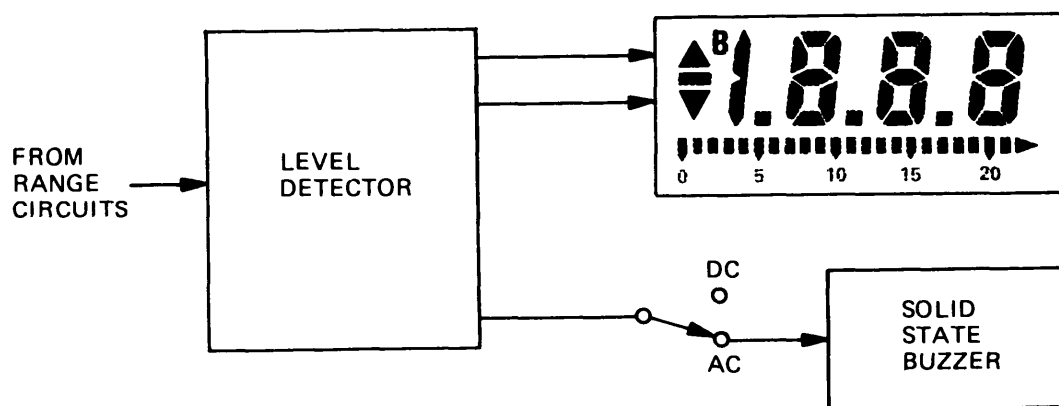 B
1.8.8.8
0 5 10 15 20
FROM
RANGE
CIRCUITS
LEVEL
DETECTOR
DC
AC
SOLID
STATE
BUZZER